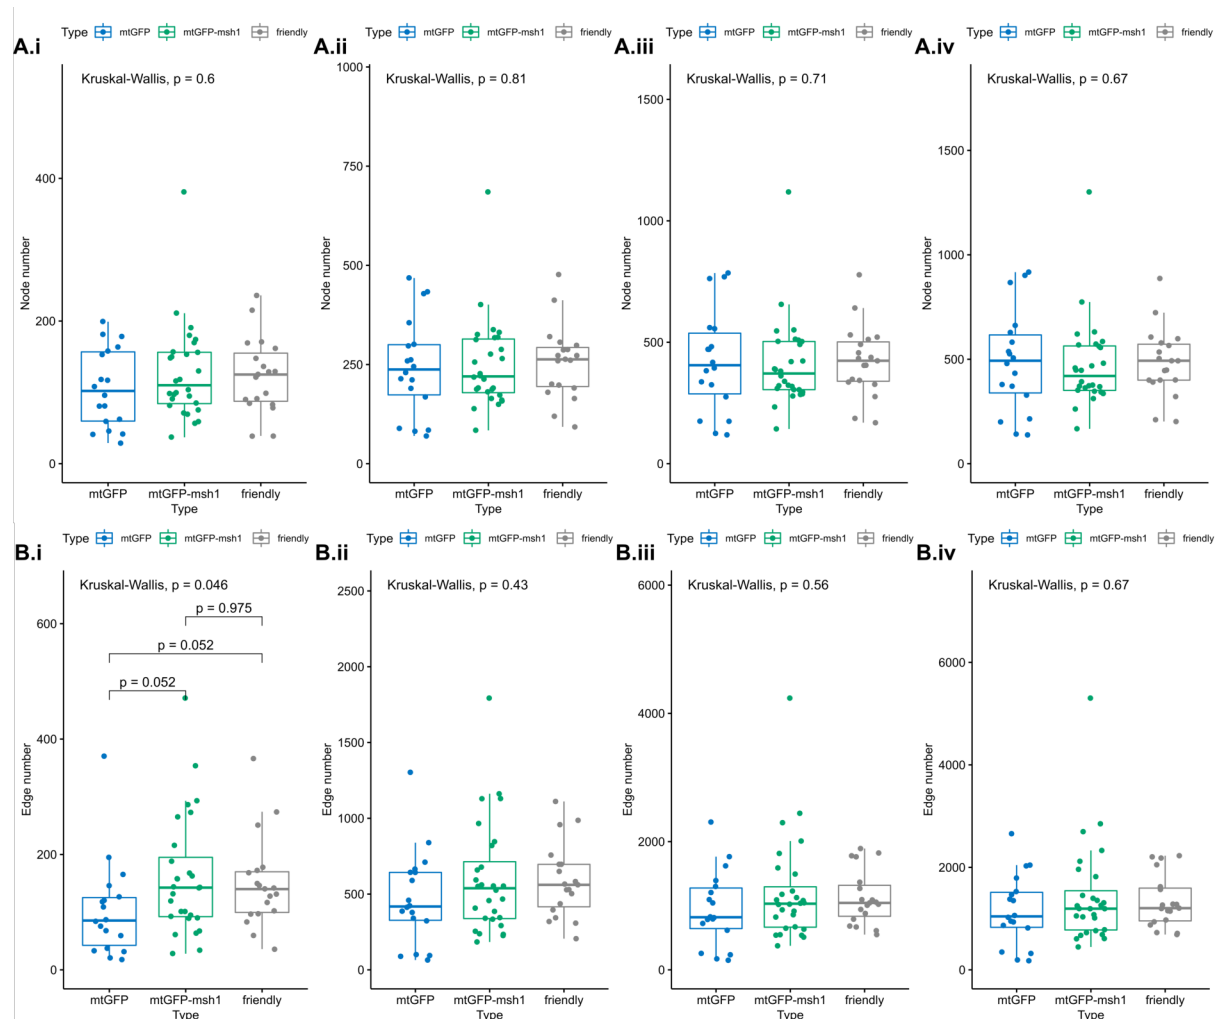 Type mtGFP mtGFP-msh1 friendly
A.i
Kruskal-Wallis, p = 0.6
Node number
400
200
0
mtGFP mtGFP-msh1 friendly
Type
Type mtGFP mtGFP-msh1 friendly
A.ii
Kruskal-Wallis, p = 0.81
Node number
1000
750
500
250
0
mtGFP mtGFP-msh1 friendly
Type
Type mtGFP mtGFP-msh1 friendly
A.iii
Kruskal-Wallis, p = 0.71
Node number
1500
1000
500
0
mtGFP mtGFP-msh1 friendly
Type
Type mtGFP mtGFP-msh1 friendly
A.iv
Kruskal-Wallis, p = 0.67
Node number
1500
1000
500
0
mtGFP mtGFP-msh1 friendly
Type
Type mtGFP mtGFP-msh1 friendly
B.i
Kruskal-Wallis, p = 0.046
p = 0.975
p = 0.052
p = 0.052
Edge number
600
400
200
0
mtGFP mtGFP-msh1 friendly
Type
Type mtGFP mtGFP-msh1 friendly
B.ii
Kruskal-Wallis, p = 0.43
Edge number
2500
2000
1500
1000
500
0
mtGFP mtGFP-msh1 friendly
Type
Type mtGFP mtGFP-msh1 friendly
B.iii
Kruskal-Wallis, p = 0.56
Edge number
6000
4000
2000
0
mtGFP mtGFP-msh1 friendly
Type
Type mtGFP mtGFP-msh1 friendly
B.iv
Kruskal-Wallis, p = 0.67
Edge number
6000
4000
2000
0
mtGFP mtGFP-msh1 friendly
Type